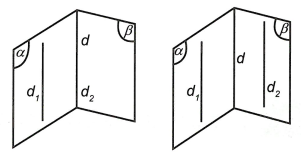 α d β
d₁ d₂
α β
d₁ d d₂